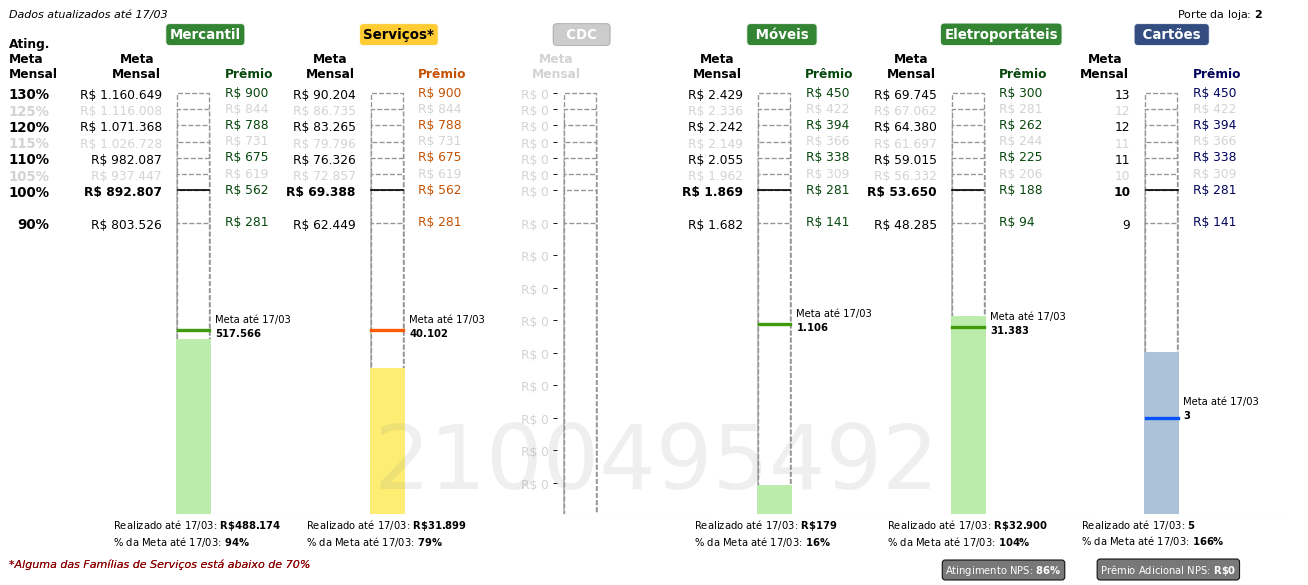 Dados atualizados até 17/03
Porte da loja: 2
Mercantil Serviços* CDC Móveis Eletroportáteis Cartões
Ating. Meta Mensal
Meta Mensal Prêmio Meta Mensal Prêmio Meta Mensal Meta Mensal Prêmio Meta Mensal Prêmio Meta Mensal Prêmio
130% R$ 1.160.649 R$ 900 R$ 90.204 R$ 900 R$ 0 R$ 2.429 R$ 450 R$ 69.745 R$ 300 13 R$ 450
125% R$ 1.116.008 R$ 844 R$ 86.735 R$ 844 R$ 0 R$ 2.336 R$ 422 R$ 67.062 R$ 281 12 R$ 422
120% R$ 1.071.368 R$ 788 R$ 83.265 R$ 788 R$ 0 R$ 2.242 R$ 394 R$ 64.380 R$ 262 12 R$ 394
115% R$ 1.026.728 R$ 731 R$ 79.796 R$ 731 R$ 0 R$ 2.149 R$ 366 R$ 61.697 R$ 244 11 R$ 366
110% R$ 982.087 R$ 675 R$ 76.326 R$ 675 R$ 0 R$ 2.055 R$ 338 R$ 59.015 R$ 225 11 R$ 338
105% R$ 937.447 R$ 619 R$ 72.857 R$ 619 R$ 0 R$ 1.962 R$ 309 R$ 56.332 R$ 206 10 R$ 309
100% R$ 892.807 R$ 562 R$ 69.388 R$ 562 R$ 0 R$ 1.869 R$ 281 R$ 53.650 R$ 188 10 R$ 281
90% R$ 803.526 R$ 281 R$ 62.449 R$ 281 R$ 0 R$ 1.682 R$ 141 R$ 48.285 R$ 94 9 R$ 141
R$ 0
R$ 0
R$ 0
R$ 0
R$ 0
R$ 0
R$ 0
R$ 0
Meta até 17/03
517.566
Meta até 17/03
40.102
Meta até 17/03
1.106
Meta até 17/03
31.383
Meta até 17/03
3
2100495492
Realizado até 17/03: R$488.174
% da Meta até 17/03: 94%
Realizado até 17/03: R$31.899
% da Meta até 17/03: 79%
Realizado até 17/03: R$179
% da Meta até 17/03: 16%
Realizado até 17/03: R$32.900
% da Meta até 17/03: 104%
Realizado até 17/03: 5
% da Meta até 17/03: 166%
*Alguma das Famílias de Serviços está abaixo de 70%
Atingimento NPS: 86%
Prêmio Adicional NPS: R$0